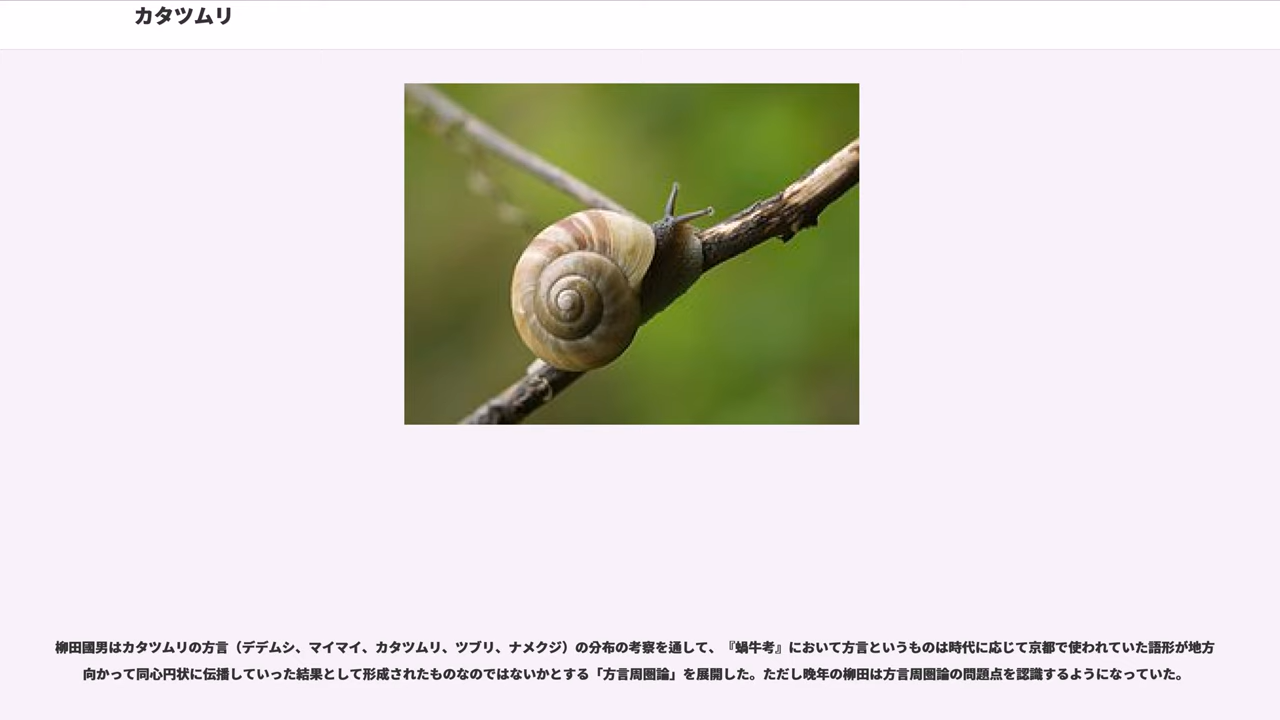 カタツムリ
柳田國男はカタツムリの方言（デデムシ、マイマイ、カタツムリ、ツブリ、ナメクジ）の分布の考察を通して、『蝸牛考』において方言というものは時代に応じて京都で使われていた語形が地方
向かって同心円状に伝播していった結果として形成されたものなのではないかとする「方言周圏論」を展開した。ただし晩年の柳田は方言周圏論の問題点を認識するようになっていた。